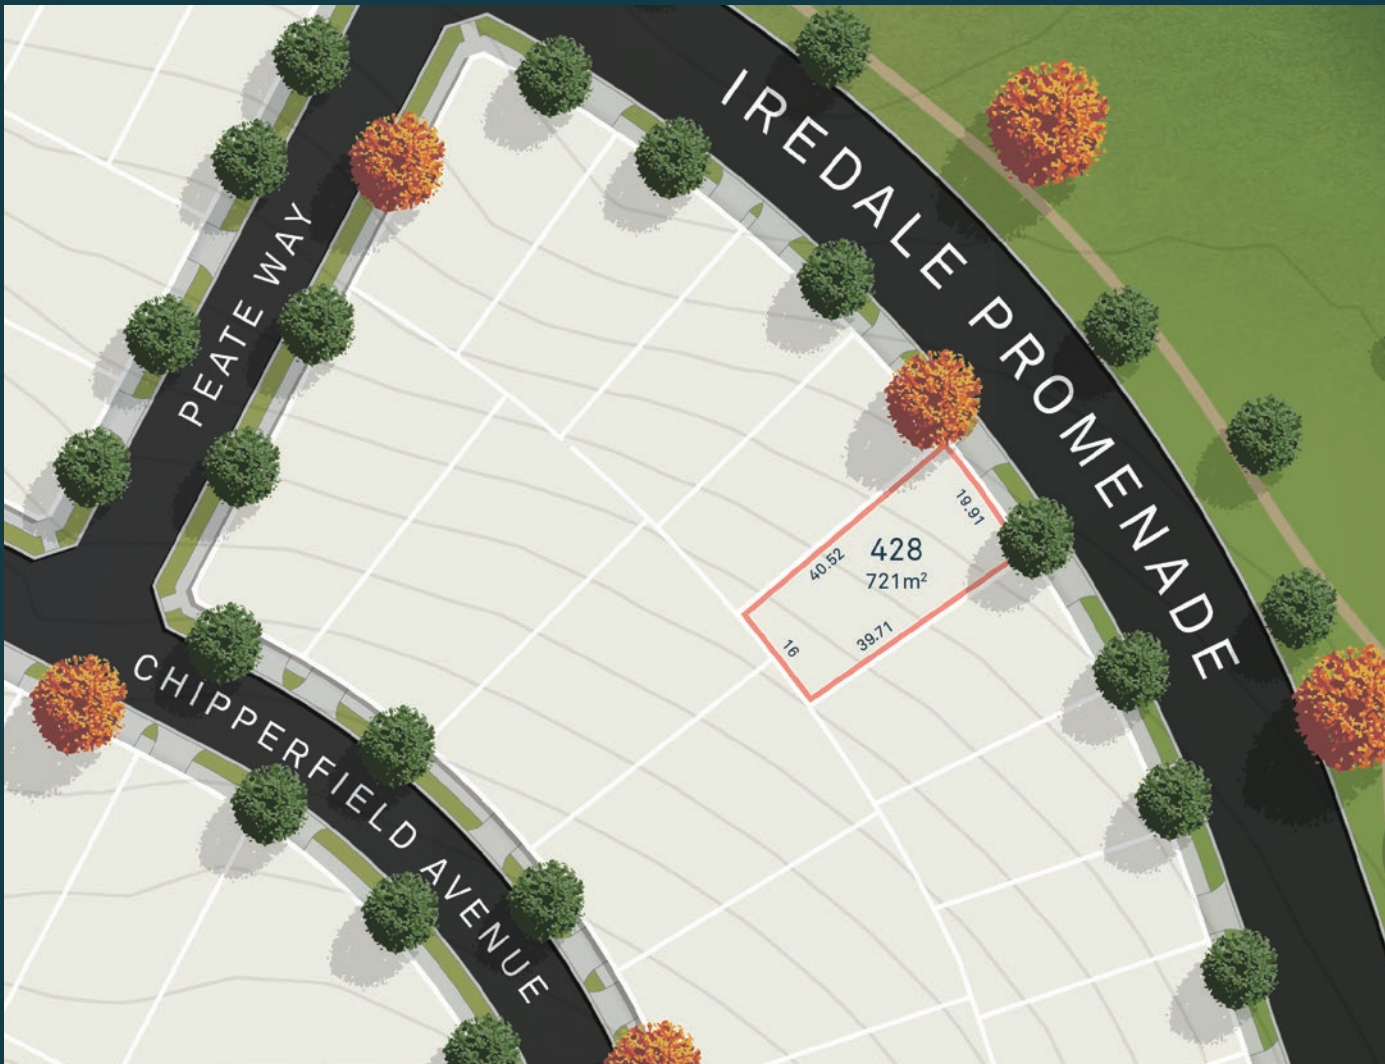 IREDALE PROMENADE
PEATE WAY
19.91
428
40.52
721m²
39.71
16
CHIPPERFIELD AVENUE